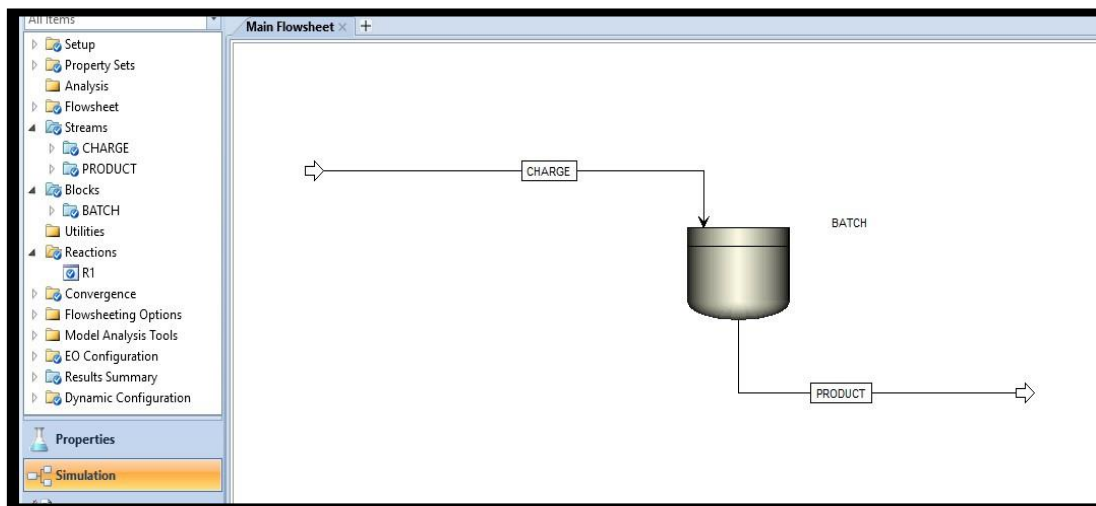 All Items
Main Flowsheet
Setup
Property Sets
Analysis
Flowsheet
Streams
CHARGE
PRODUCT
Blocks
BATCH
Utilities
Reactions
R1
Convergence
Flowsheeting Options
Model Analysis Tools
EO Configuration
Results Summary
Dynamic Configuration
Properties
Simulation
CHARGE
BATCH
PRODUCT